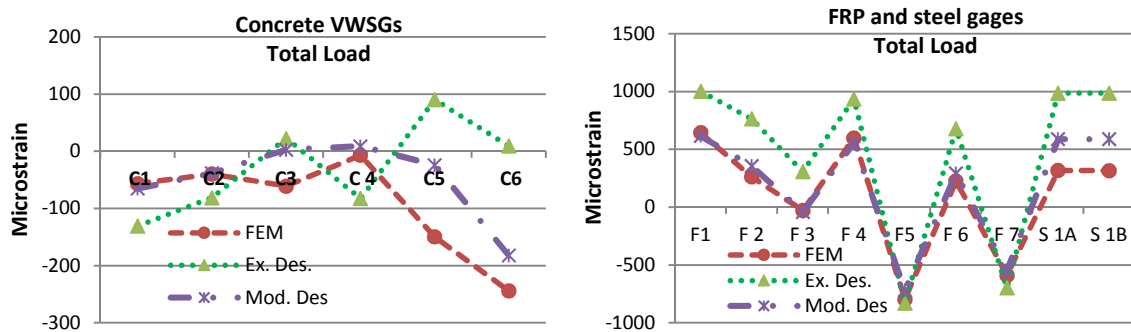 Concrete VWSGs
Total Load
Microstrain
200
100
0
-100
-200
-300
C1
C2
C3
C 4
C5
C6
FEM
Ex. Des.
Mod. Des
FRP and steel gages
Total Load
Microstrain
1500
1000
500
0
-500
-1000
F1
F 2
F 3
F 4
F5
F 6
F 7
S 1A
S 1B
FEM
Ex. Des.
Mod. Des